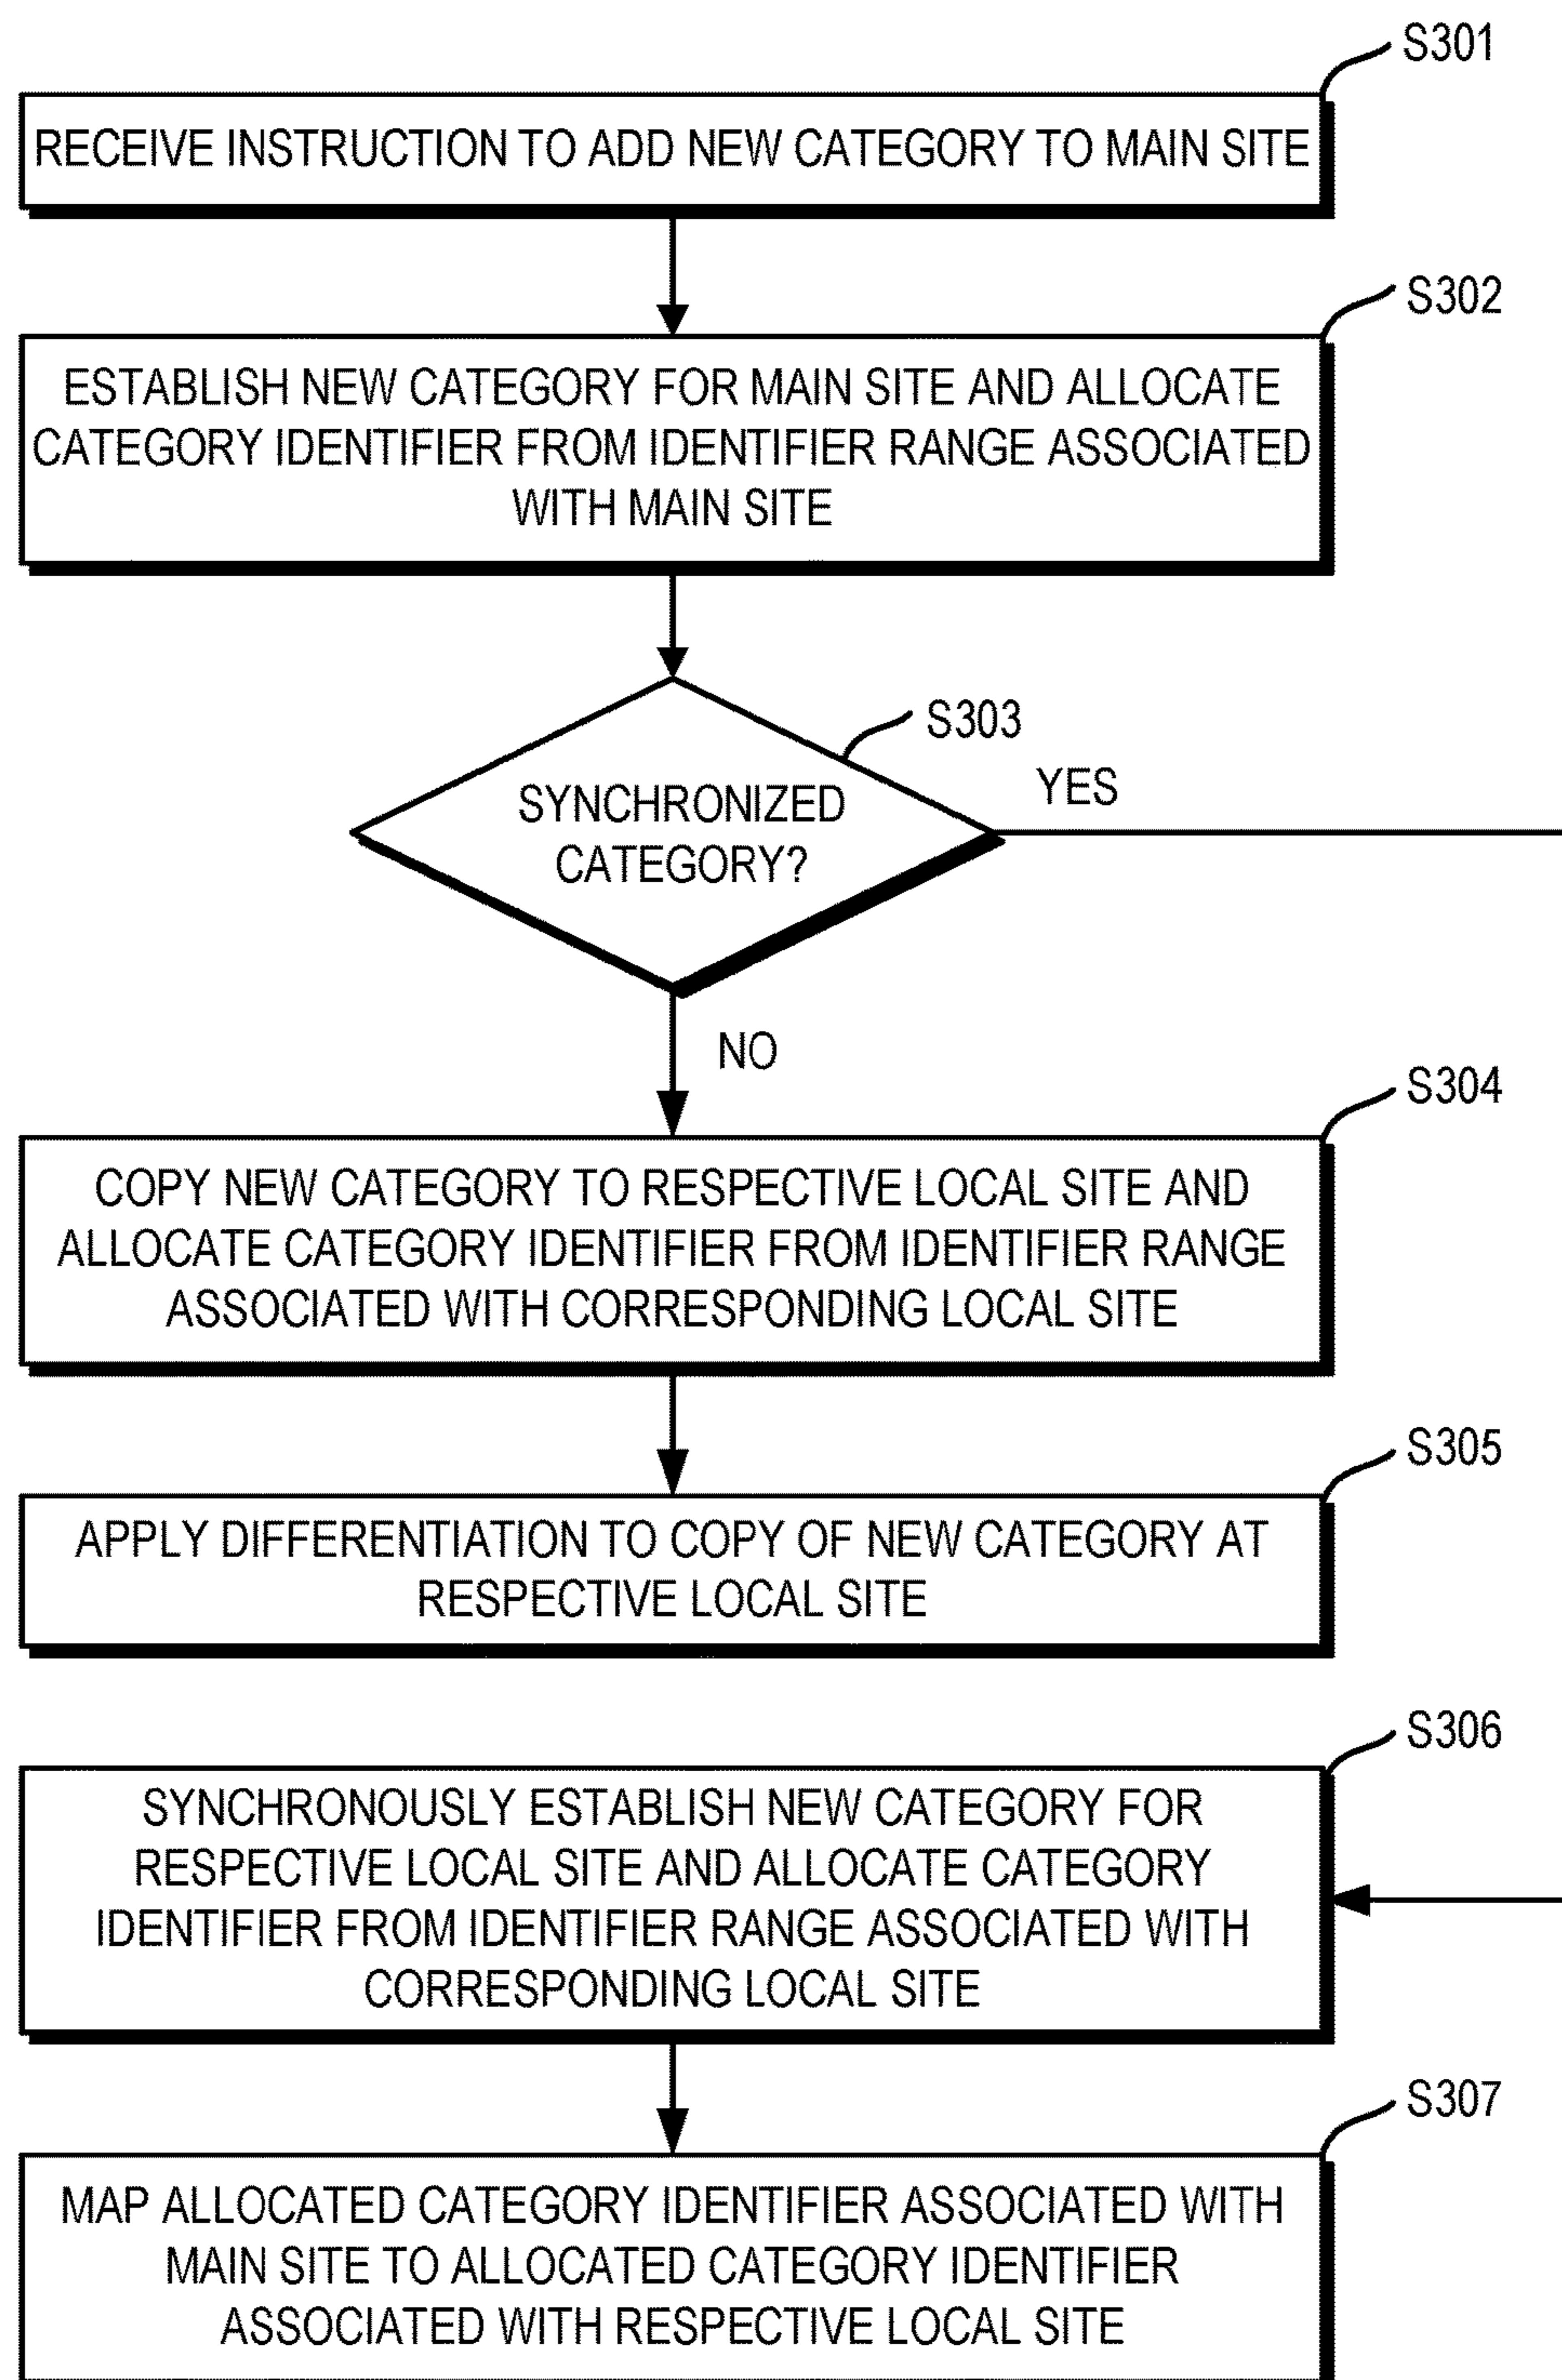 S301
RECEIVE INSTRUCTION TO ADD NEW CATEGORY TO MAIN SITE
S302
ESTABLISH NEW CATEGORY FOR MAIN SITE AND ALLOCATE
CATEGORY IDENTIFIER FROM IDENTIFIER RANGE ASSOCIATED
WITH MAIN SITE
S303
YES
SYNCHRONIZED
CATEGORY?
NO
S304
COPY NEW CATEGORY TO RESPECTIVE LOCAL SITE AND
ALLOCATE CATEGORY IDENTIFIER FROM IDENTIFIER RANGE
ASSOCIATED WITH CORRESPONDING LOCAL SITE
S305
APPLY DIFFERENTIATION TO COPY OF NEW CATEGORY AT
RESPECTIVE LOCAL SITE
S306
SYNCHRONOUSLY ESTABLISH NEW CATEGORY FOR
RESPECTIVE LOCAL SITE AND ALLOCATE CATEGORY
IDENTIFIER FROM IDENTIFIER RANGE ASSOCIATED WITH
CORRESPONDING LOCAL SITE
S307
MAP ALLOCATED CATEGORY IDENTIFIER ASSOCIATED WITH
MAIN SITE TO ALLOCATED CATEGORY IDENTIFIER
ASSOCIATED WITH RESPECTIVE LOCAL SITE